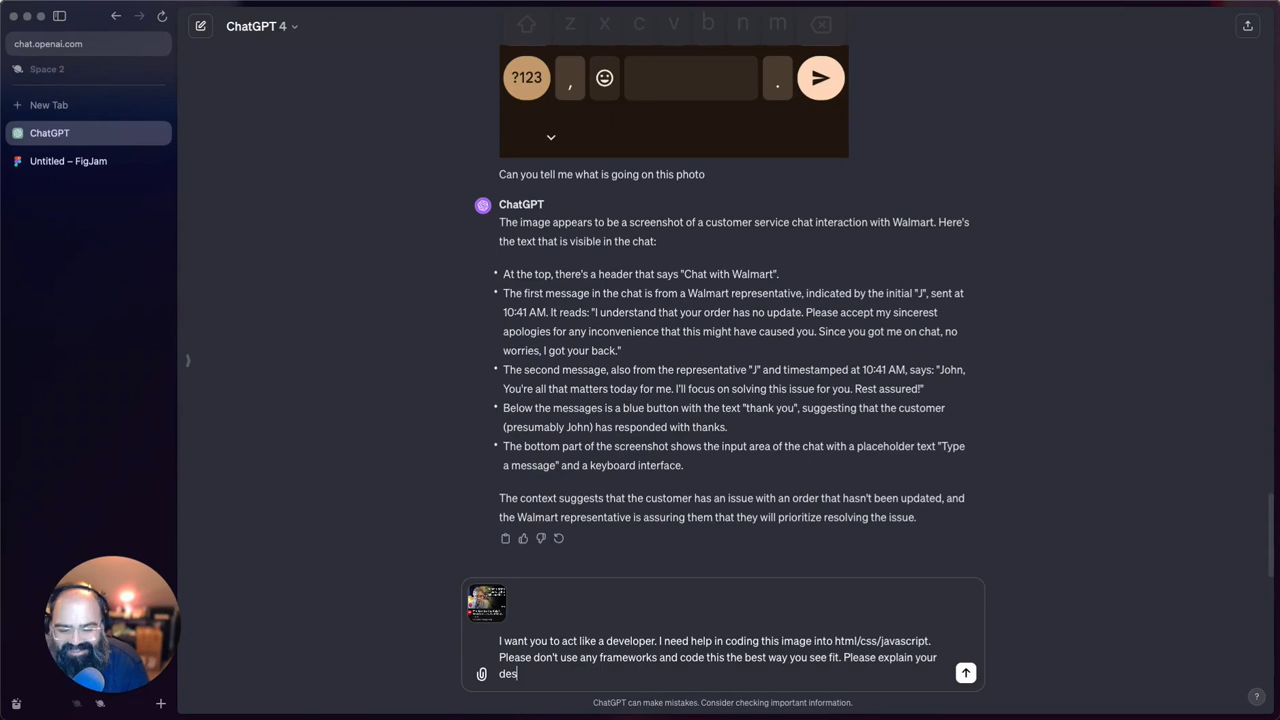 ChatGPT 4
chat.openai.com
Space 2
New Tab
ChatGPT
Untitled – FigJam
z x c v b n m
?123 , .
Can you tell me what is going on this photo
ChatGPT
The image appears to be a screenshot of a customer service chat interaction with Walmart. Here's
the text that is visible in the chat:
• At the top, there's a header that says "Chat with Walmart".
• The first message in the chat is from a Walmart representative, indicated by the initial "J", sent at
10:41 AM. It reads: "I understand that your order has no update. Please accept my sincerest
apologies for any inconvenience that this might have caused you. Since you got me on chat, no
worries, I got your back."
• The second message, also from the representative "J" and timestamped at 10:41 AM, says: "John,
You're all that matters today for me. I'll focus on solving this issue for you. Rest assured!"
• Below the messages is a blue button with the text "thank you", suggesting that the customer
(presumably John) has responded with thanks.
• The bottom part of the screenshot shows the input area of the chat with a placeholder text "Type
a message" and a keyboard interface.
The context suggests that the customer has an issue with an order that hasn't been updated, and
the Walmart representative is assuring them that they will prioritize resolving the issue.
I want you to act like a developer. I need help in coding this image into html/css/javascript.
Please don't use any frameworks and code this the best way you see fit. Please explain your
des
ChatGPT can make mistakes. Consider checking important information.
?